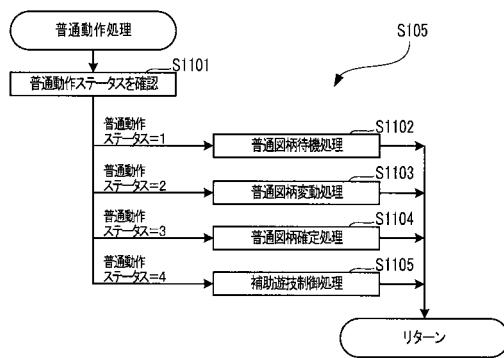 普通動作処理
S105
S1101
普通動作ステータスを確認
普通動作
ステータス=1
S1102
普通図柄待機処理
普通動作
ステータス=2
S1103
普通図柄変動処理
普通動作
ステータス=3
S1104
普通図柄確定処理
普通動作
ステータス=4
S1105
補助遊技制御処理
リターン